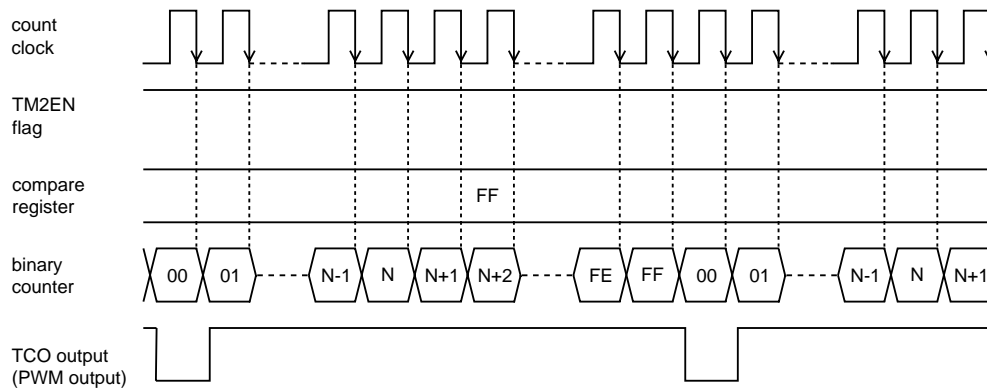 count
clock
TM2EN
flag
compare
register
FF
binary
counter
00 01 N-1 N N+1 N+2 FE FF 00 01 N-1 N N+1
TCO output
(PWM output)